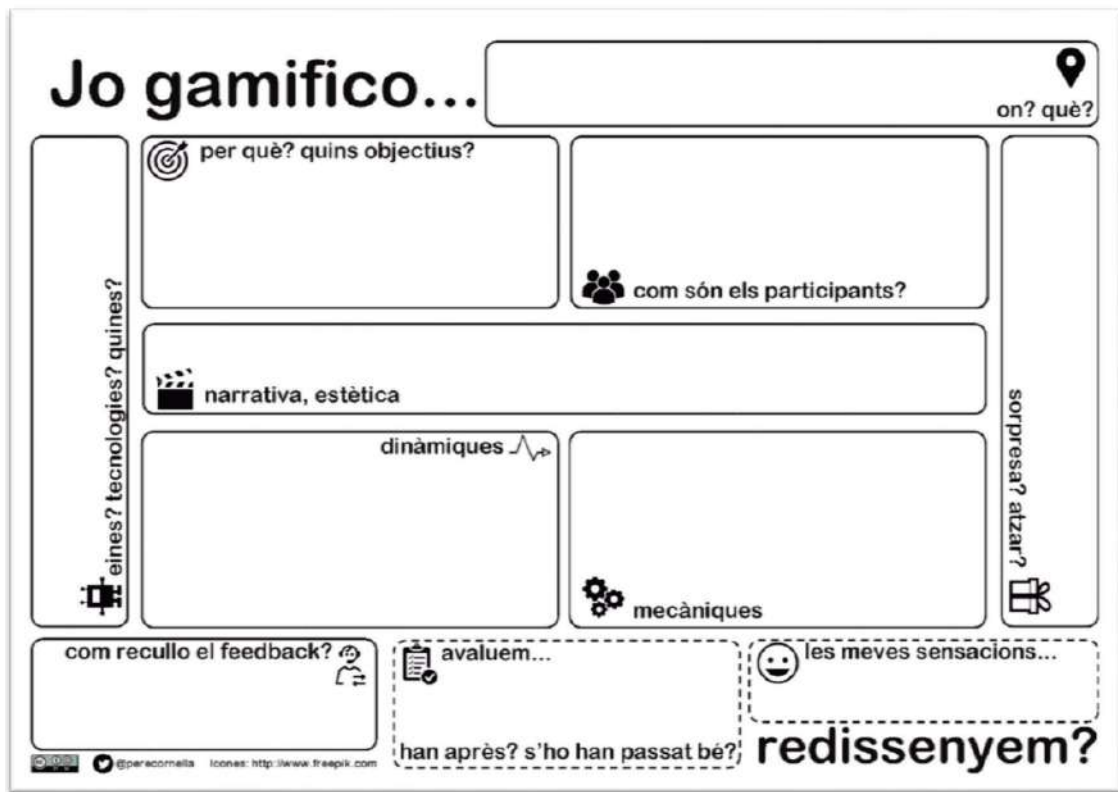 Jo gamifico...
on? què?
per què? quins objectius?
com són els participants?
eines? tecnologies? quines?
narrativa, estètica
sorpresa? atzar?
dinàmiques
mecàniques
com recullo el feedback?
avaluem...
han après? s'ho han passat bé?
les meves sensacions...
redissenyem?
@perecornella Icones: http://www.freepik.com